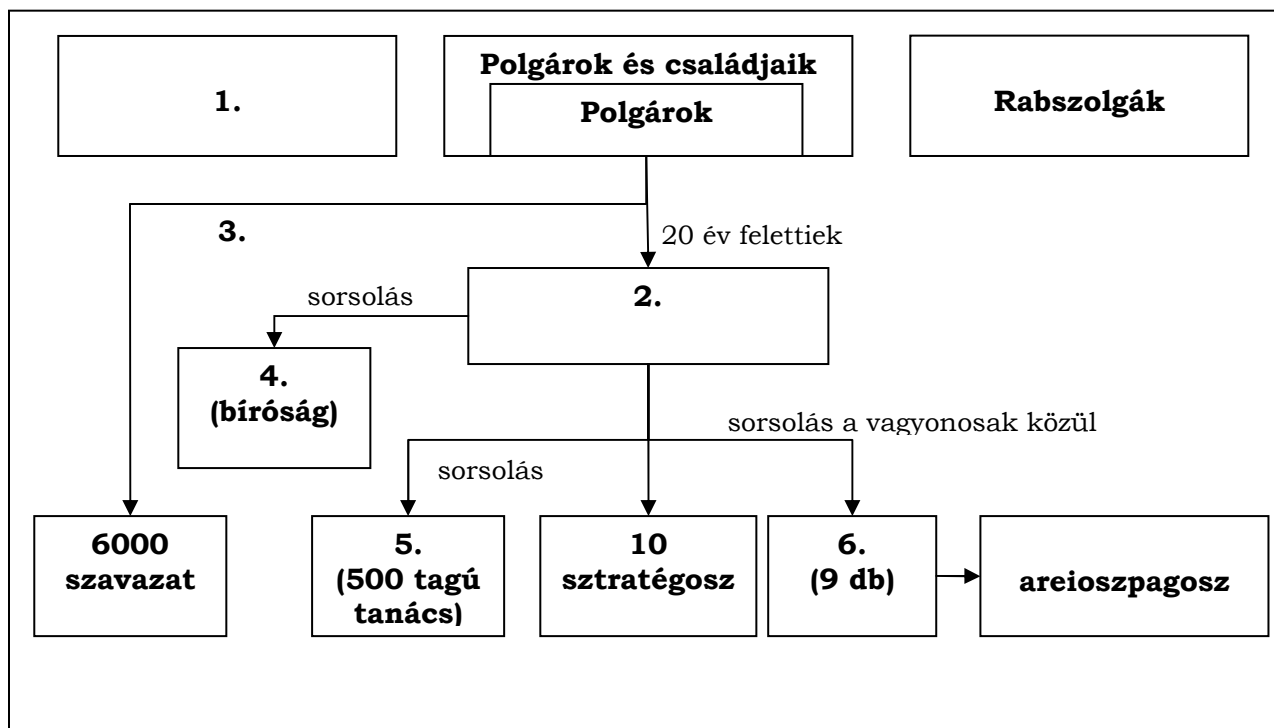 1.
Polgárok és családjaik
Polgárok
Rabszolgák
3.
20 év felettiek
sorsolás
2.
4.
(bíróság)
sorsolás a vagyonosak közül
sorsolás
6000
szavazat
5.
(500 tagú
tanács)
10
sztratégosz
6.
(9 db)
areioszpagosz